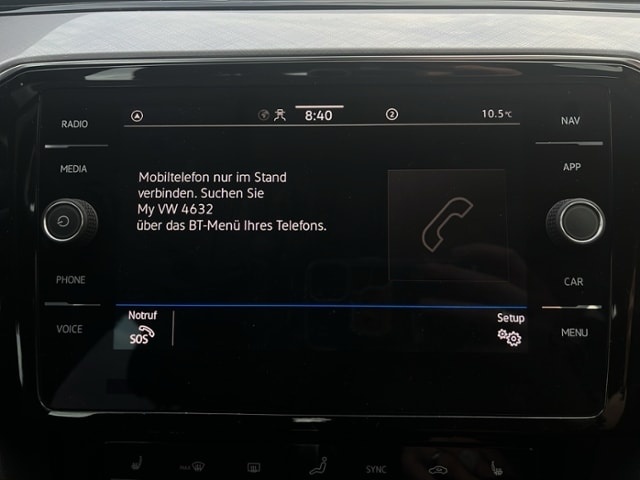 8:40
2
10.5°C
RADIO
MEDIA
PHONE
VOICE
Mobiltelefon nur im Stand
verbinden. Suchen Sie
My VW 4632
über das BT-Menü Ihres Telefons.
Notruf
SOS
Setup
NAV
APP
CAR
MENU
SYNC